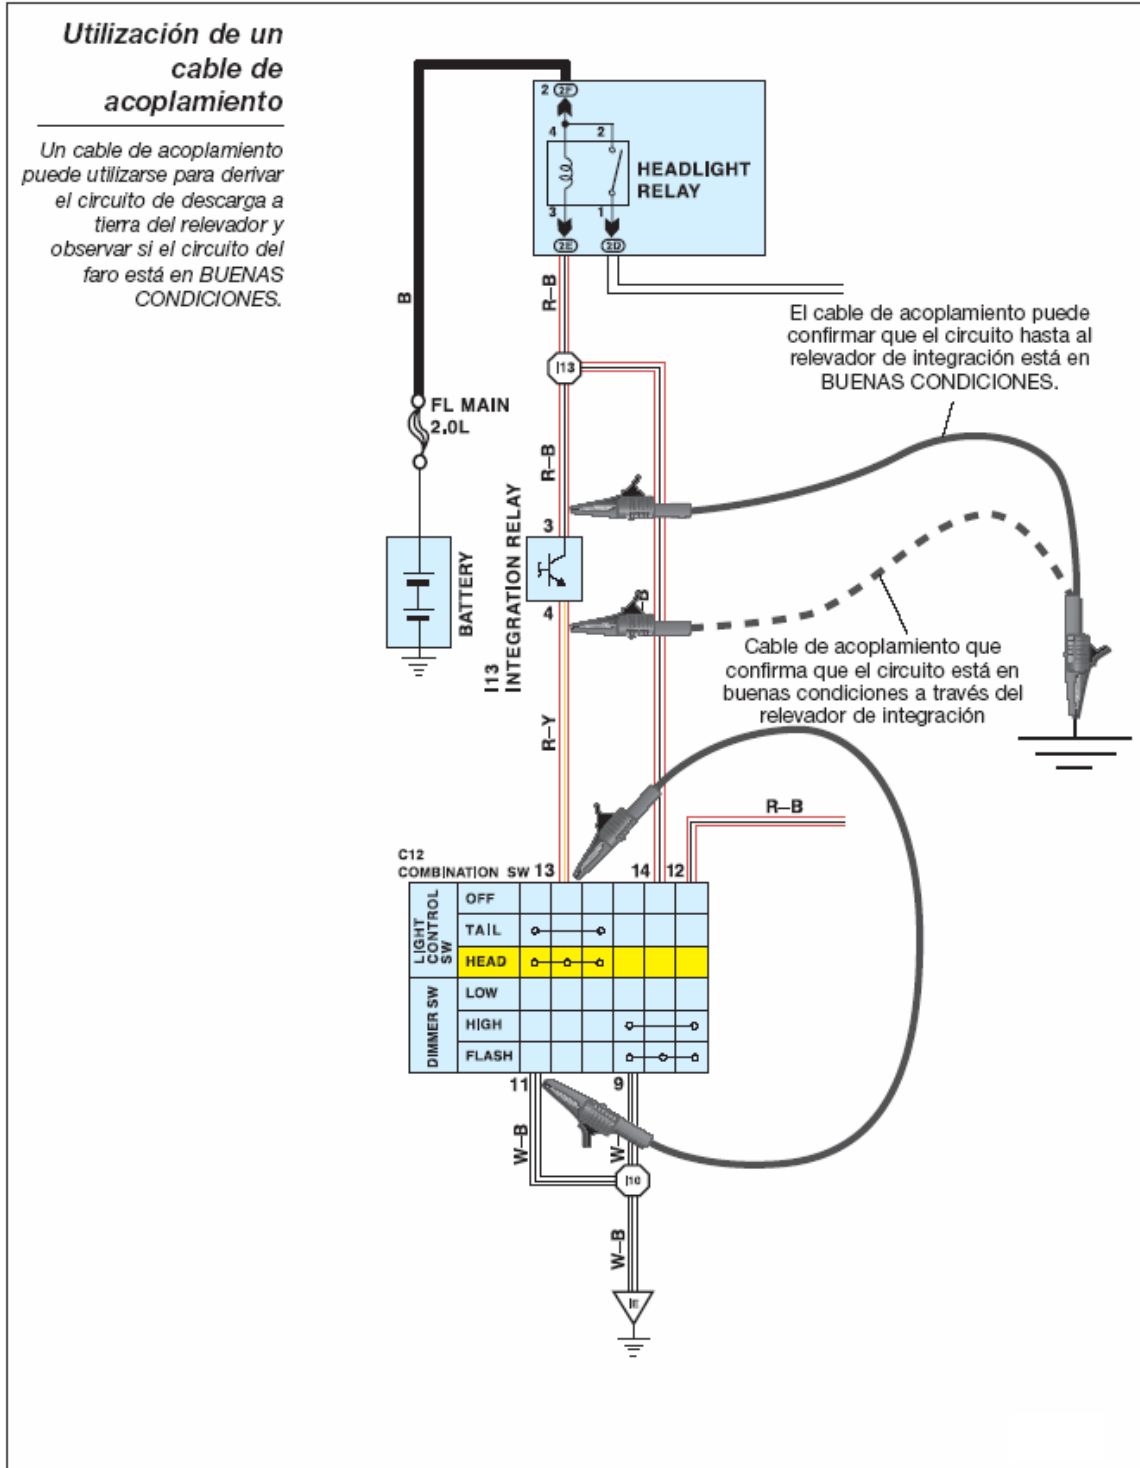 Utilización de un
cable de
acoplamiento
Un cable de acoplamiento
puede utilizarse para derivar
el circuito de descarga a
tierra del relevador y
observar si el circuito del
faro está en BUENAS
CONDICIONES.
2 2F
4 2
HEADLIGHT
RELAY
3 1
2E 2D
B
R–B
El cable de acoplamiento puede
confirmar que el circuito hasta al
relevador de integración está en
BUENAS CONDICIONES.
I13
FL MAIN
2.0L
R–B
3
I13
INTEGRATION RELAY
BATTERY
4
B
Cable de acoplamiento que
confirma que el circuito está en
buenas condiciones a través del
relevador de integración
R–Y
R–B
C12
COMBINATION SW 13 14 12
LIGHT
CONTROL
SW
OFF
TAIL
HEAD
DIMMER SW
LOW
HIGH
FLASH
11 9
W–B
W–
I10
W–B
IE